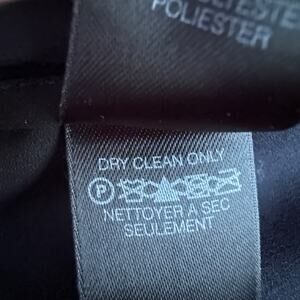 POLIESTER
DRY CLEAN ONLY
P
NETTOYER A SEC
SEULEMENT